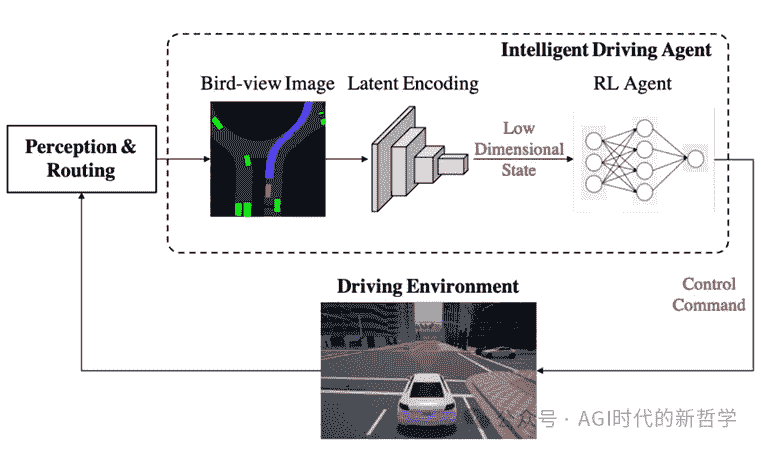 Intelligent Driving Agent
Bird-view Image
Latent Encoding
RL Agent
Perception &
Routing
Low
Dimensional
State
Driving Environment
Control
Command
公众号 · AGI时代的新哲学